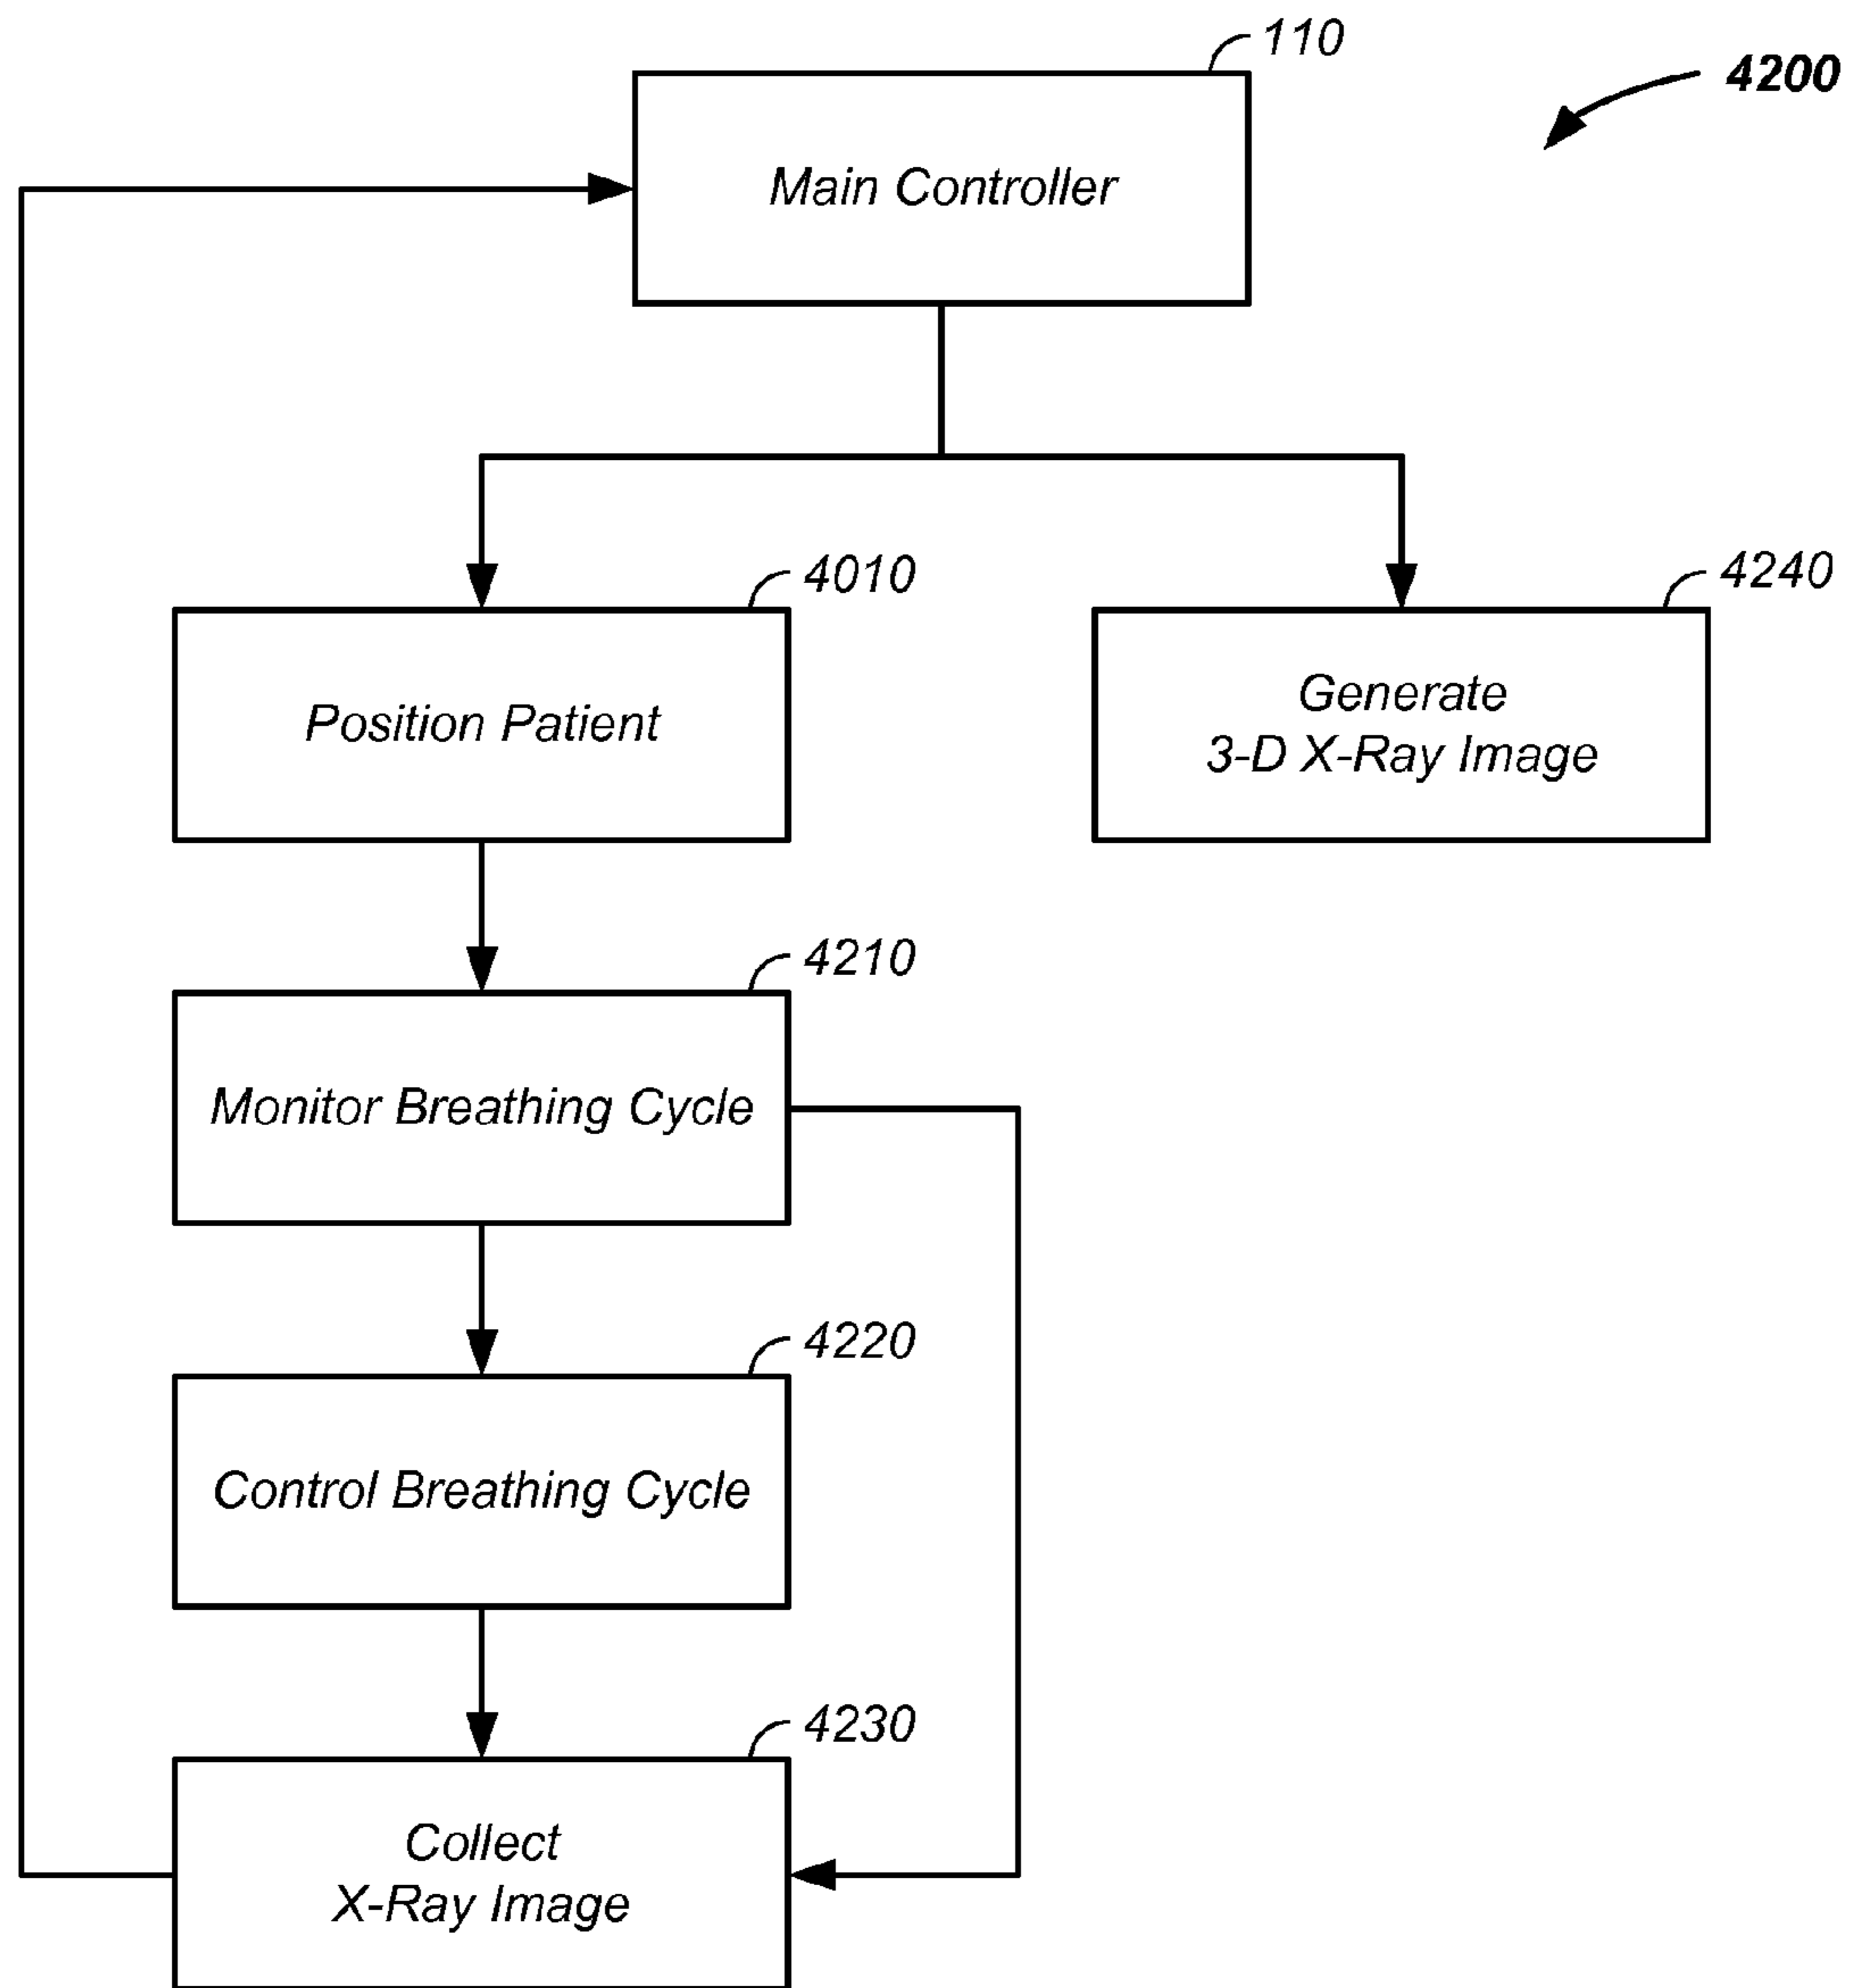 110
4200
Main Controller
4010
4240
Position Patient
Generate
3-D X-Ray Image
4210
Monitor Breathing Cycle
4220
Control Breathing Cycle
4230
Collect
X-Ray Image